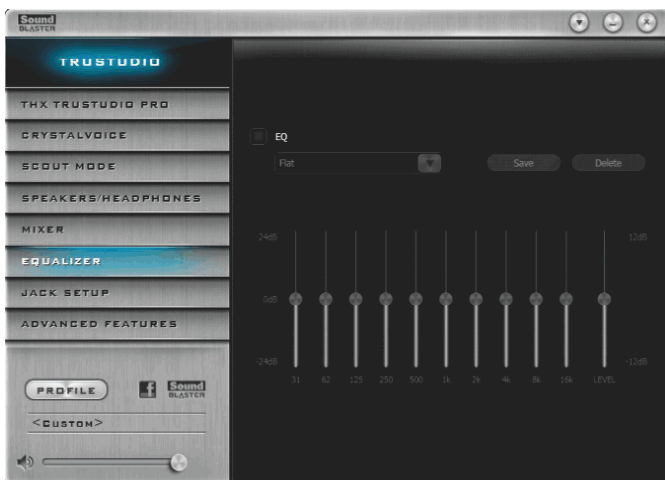 Sound
BLASTER
TRUSTUDIO
THX TRUSTUDIO PRO
CRYSTALVOICE
SCOUT MODE
SPEAKERS/HEADPHONES
MIXER
EQUALIZER
JACK SETUP
ADVANCED FEATURES
PROFILE
f
Sound
BLASTER
<CUSTOM>
EQ
Flat
Save
Delete
24dB
12dB
0dB
-24dB
-12dB
31 62 125 250 500 1k 2k 4k 8k 16k LEVEL